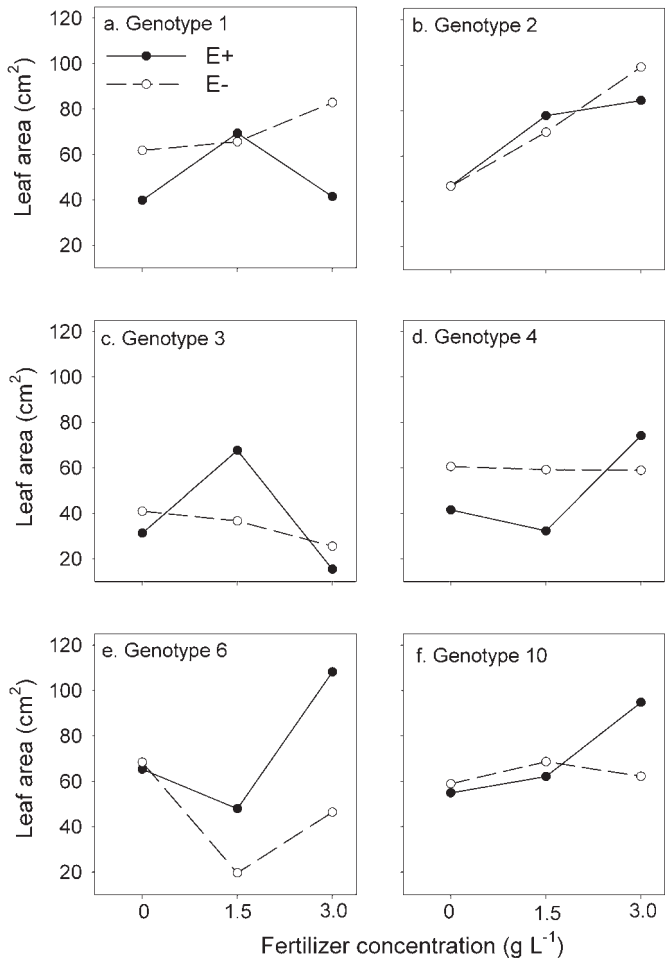 a. Genotype 1
E+
E-
120
100
80
60
40
20
Leaf area (cm²)
b. Genotype 2
c. Genotype 3
120
100
80
60
40
20
Leaf area (cm²)
d. Genotype 4
e. Genotype 6
120
100
80
60
40
20
Leaf area (cm²)
f. Genotype 10
0 1.5 3.0
0 1.5 3.0
Fertilizer concentration (g L⁻¹)